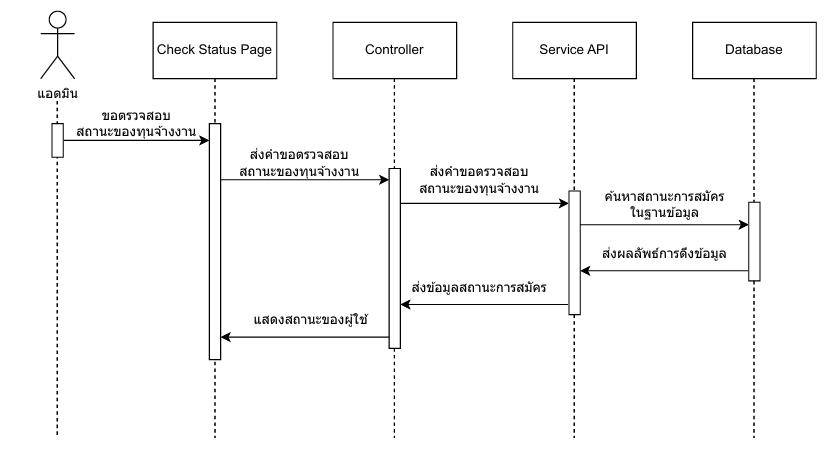 Check Status Page
Controller
Service API
Database
แอดมิน
ขอตรวจสอบ
สถานะของทุนจ้างงาน
ส่งคำขอตรวจสอบ
สถานะของทุนจ้างงาน
ส่งคำขอตรวจสอบ
สถานะของทุนจ้างงาน
ค้นหาสถานะการสมัคร
ในฐานข้อมูล
ส่งผลลัพธ์การดึงข้อมูล
ส่งข้อมูลสถานะการสมัคร
แสดงสถานะของผู้ใช้